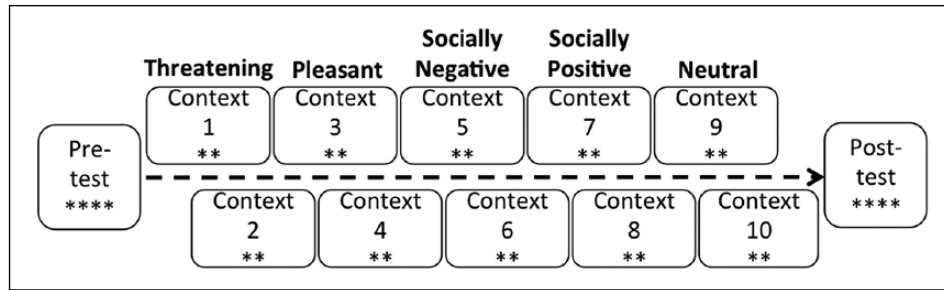 Socially Socially
Threatening Pleasant Negative Positive Neutral
Context Context Context Context Context
1 3 5 7 9
** ** ** ** **
Pre-
test
****
Post-
test
****
Context Context Context Context Context
2 4 6 8 10
** ** ** ** **